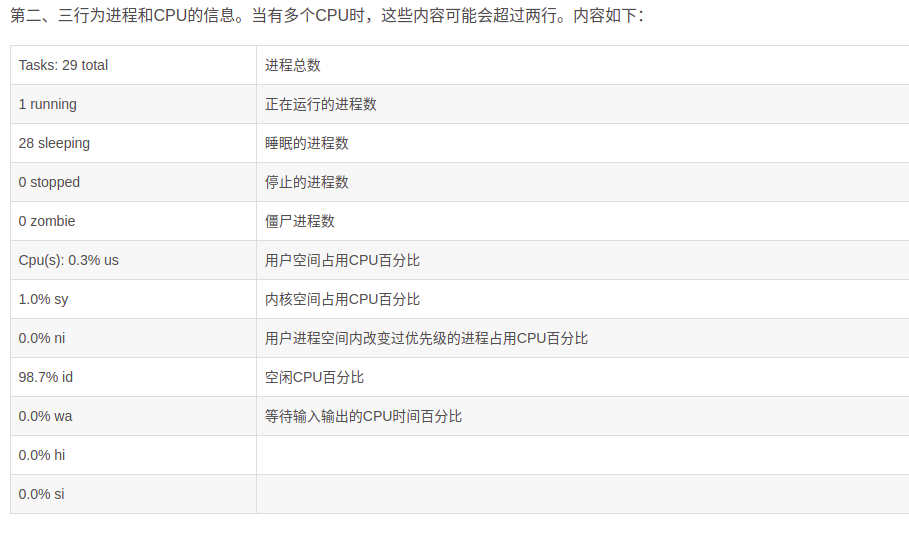 第二、三行为进程和CPU的信息。当有多个CPU时，这些内容可能会超过两行。内容如下：
Tasks: 29 total 进程总数
1 running 正在运行的进程数
28 sleeping 睡眠的进程数
0 stopped 停止的进程数
0 zombie 僵尸进程数
Cpu(s): 0.3% us 用户空间占用CPU百分比
1.0% sy 内核空间占用CPU百分比
0.0% ni 用户进程空间内改变过优先级的进程占用CPU百分比
98.7% id 空闲CPU百分比
0.0% wa 等待输入输出的CPU时间百分比
0.0% hi
0.0% si